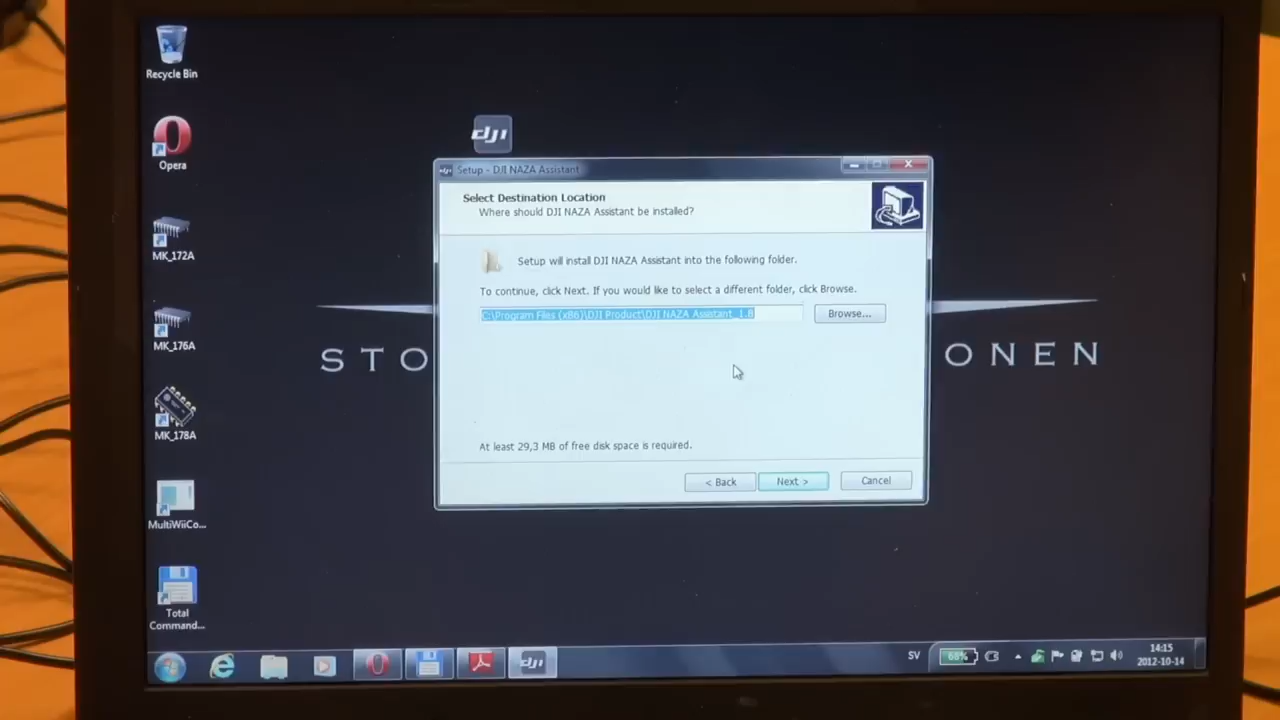 Recycle Bin
dji
Opera
Setup - DJI NAZA Assistant
Select Destination Location
Where should DJI NAZA Assistant be installed?
MK_172A
Setup will install DJI NAZA Assistant into the following folder.
To continue, click Next. If you would like to select a different folder, click Browse.
C:\Program Files (x86)\DJI Product\DJI NAZA Assistant_1.8
Browse...
MK_176A
STO
ONEN
MK_178A
At least 29,3 MB of free disk space is required.
< Back
Next >
Cancel
MultiWiiCo...
Total
Command...
dji
SV
66%
14:15
2012-10-14